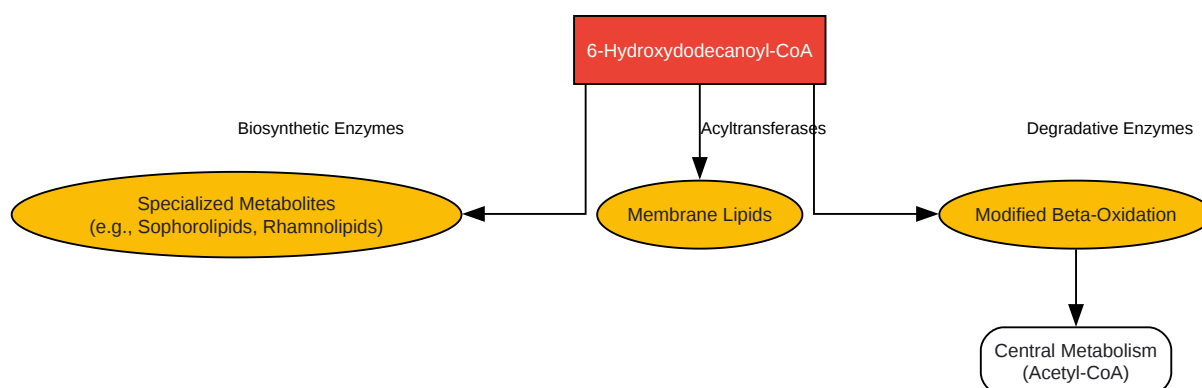 6-Hydroxydodecanoyl-CoA
Biosynthetic Enzymes
Acyltransferases
Degradative Enzymes
Specialized Metabolites
(e.g., Sophorolipids, Rhamnolipids)
Membrane Lipids
Modified Beta-Oxidation
Central Metabolism
(Acetyl-CoA)